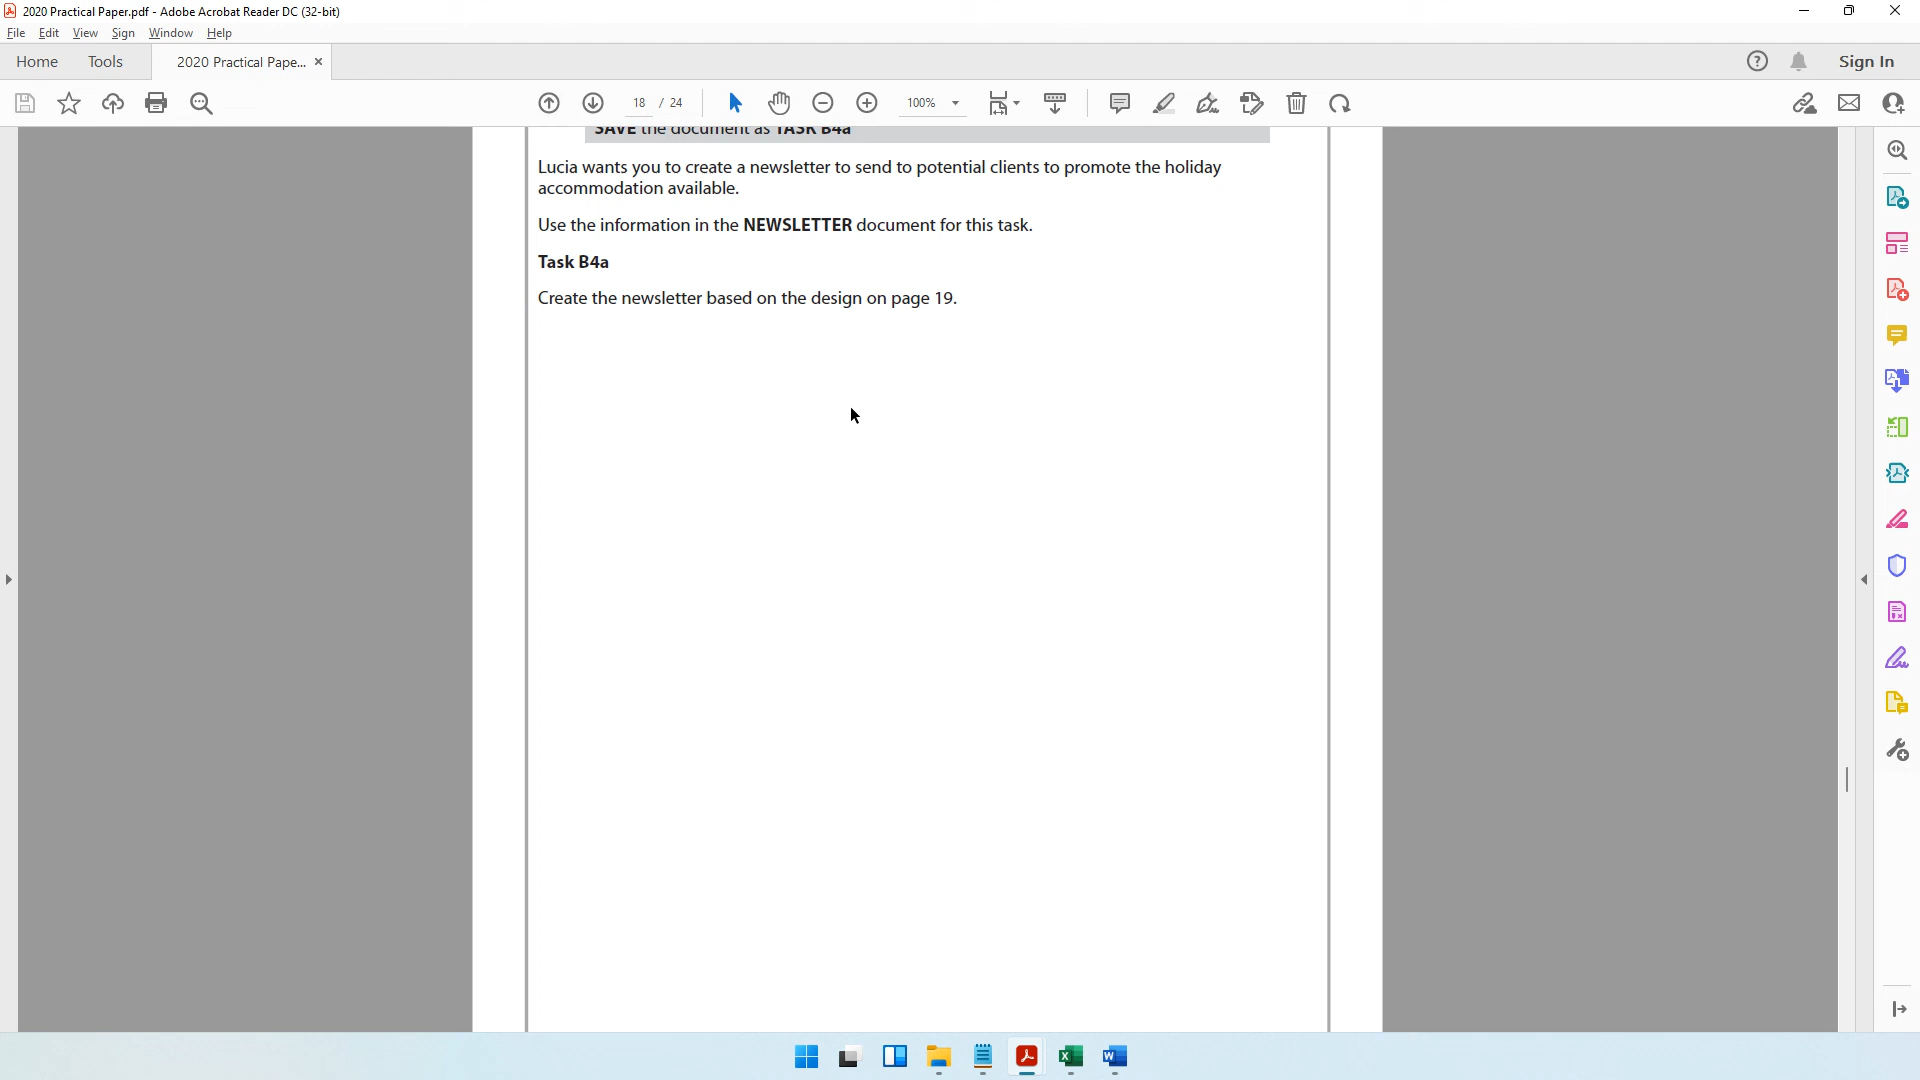 2020 Practical Paper.pdf - Adobe Acrobat Reader DC (32-bit)
File Edit View Sign Window Help
Home Tools 2020 Practical Pape... Sign In
18 / 24 100%
SAVE the document as TASK B4a
Lucia wants you to create a newsletter to send to potential clients to promote the holiday
accommodation available.
Use the information in the NEWSLETTER document for this task.
Task B4a
Create the newsletter based on the design on page 19.